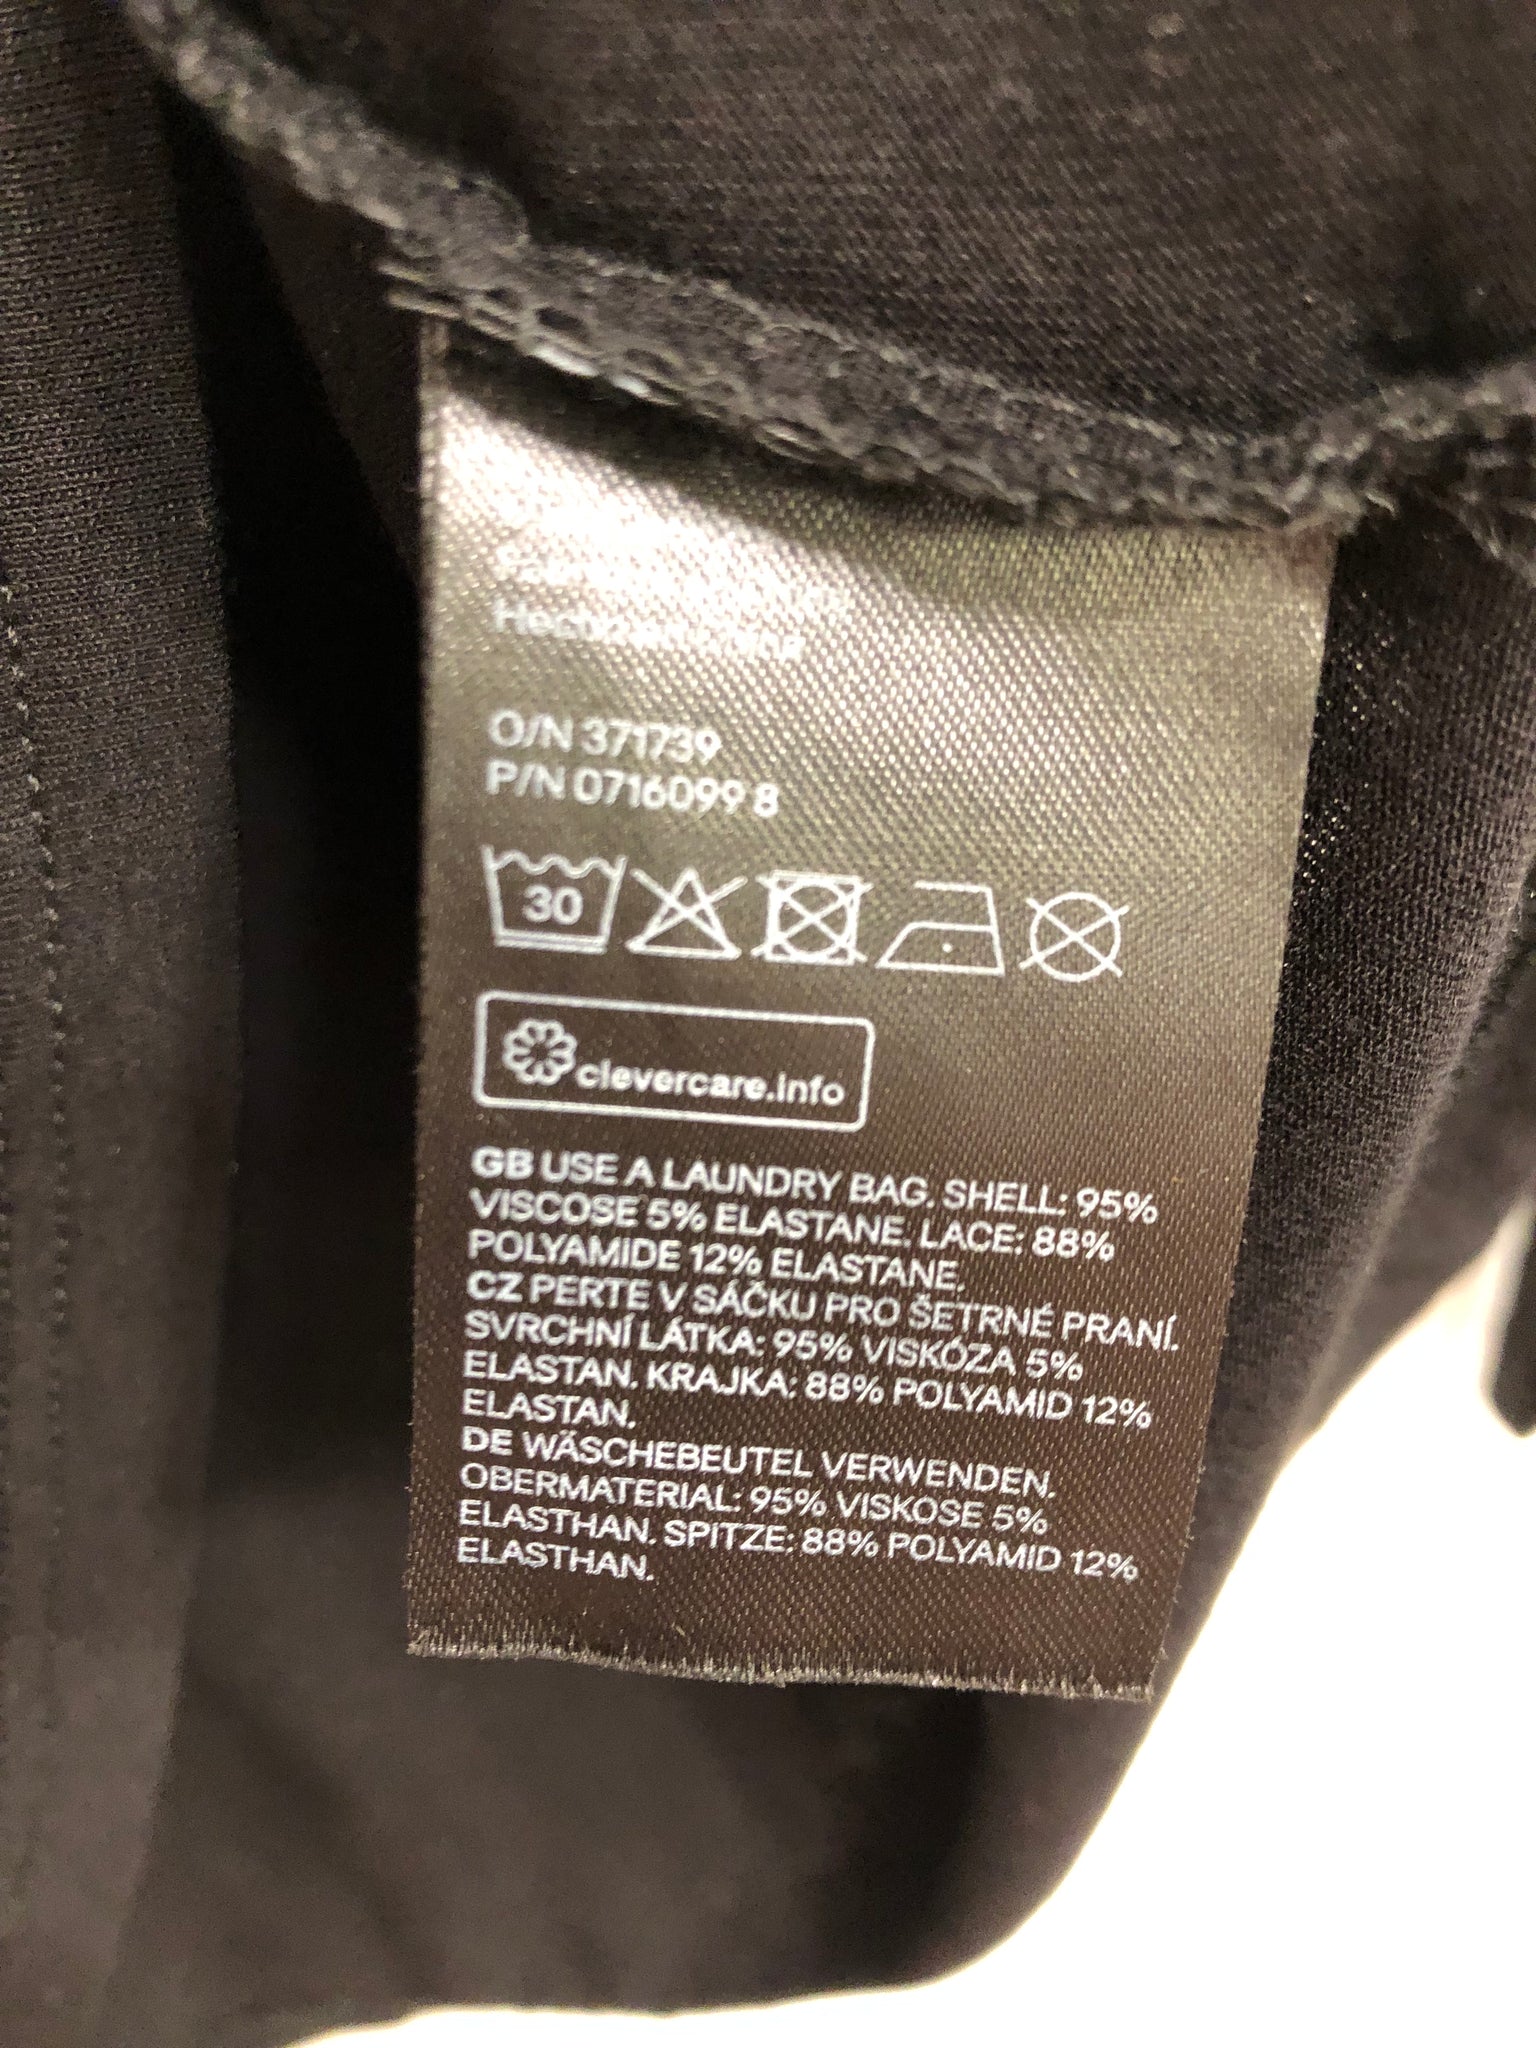 O/N 371739
P/N 0716099 8
30
clevercare.info
GB USE A LAUNDRY BAG. SHELL: 95%
VISCOSE 5% ELASTANE. LACE: 88%
POLYAMIDE 12% ELASTANE.
CZ PERTE V SÁČKU PRO ŠETRNÉ PRANÍ.
SVRCHNÍ LÁTKA: 95% VISKÓZA 5%
ELASTAN. KRAJKA: 88% POLYAMID 12%
ELASTAN.
DE WÄSCHEBEUTEL VERWENDEN.
OBERMATERIAL: 95% VISKOSE 5%
ELASTHAN. SPITZE: 88% POLYAMID 12%
ELASTHAN.